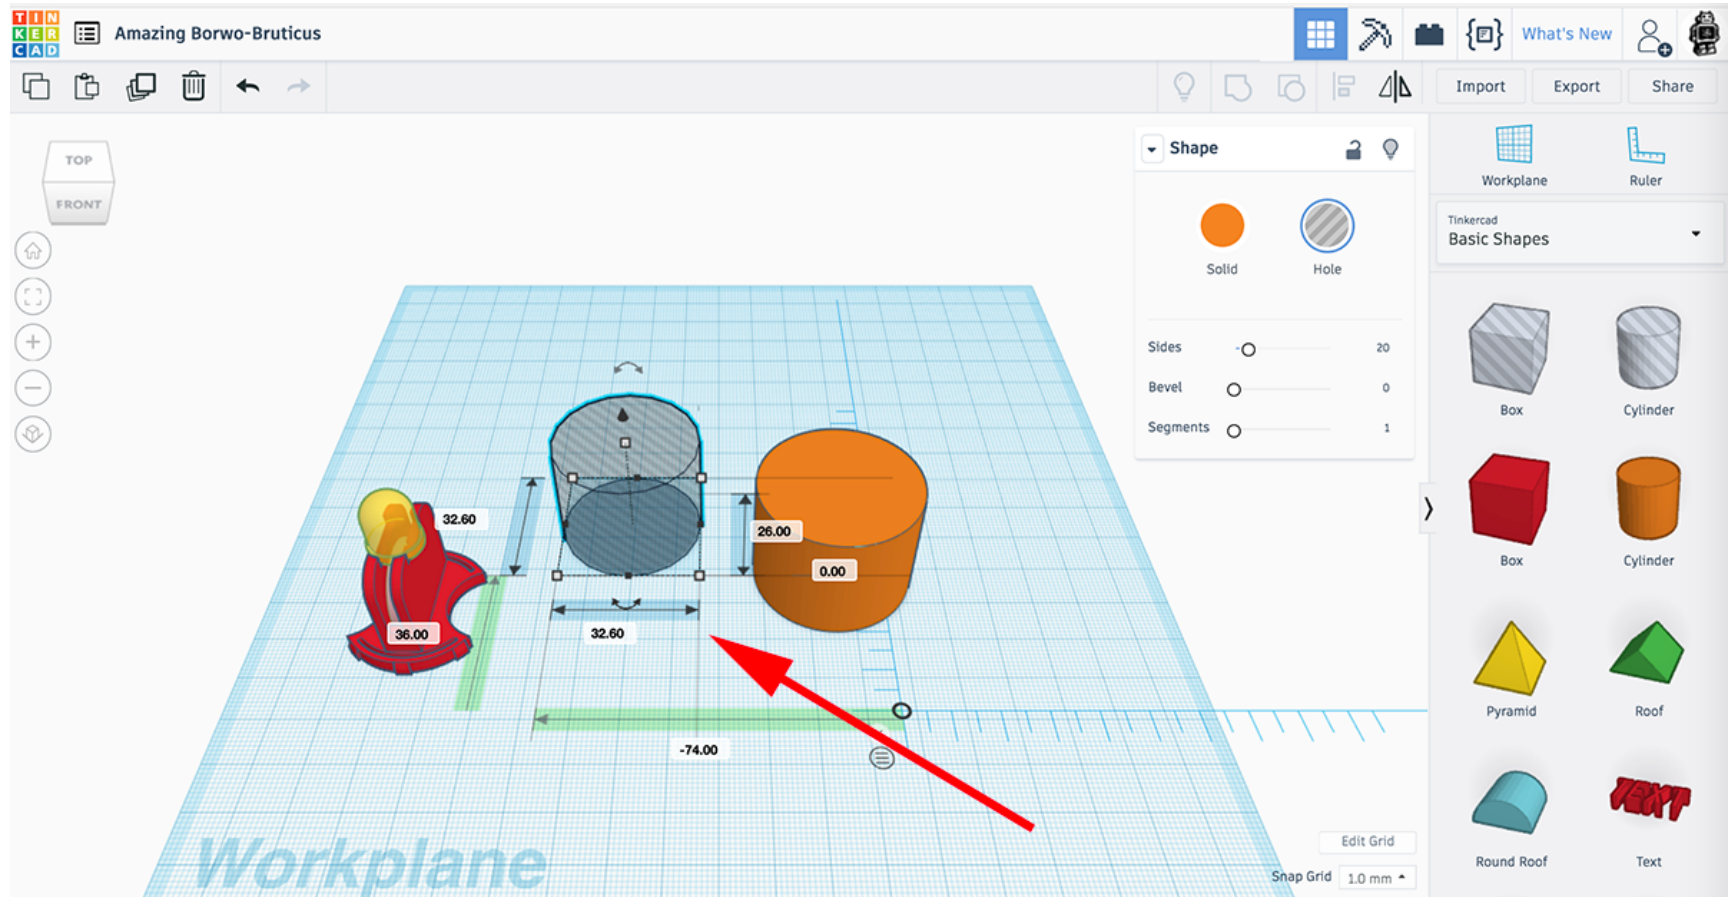 TIN
KER
CAD
Amazing Borwo-Bruticus
What's New
Import
Export
Share
TOP
FRONT
Shape
Solid
Hole
Sides
20
Bevel
0
Segments
1
Workplane
Ruler
Tinkercad
Basic Shapes
Box
Cylinder
Box
Cylinder
Pyramid
Roof
Round Roof
TEXT
Text
32.60
26.00
0.00
36.00
32.60
-74.00
Workplane
Edit Grid
Snap Grid
1.0 mm